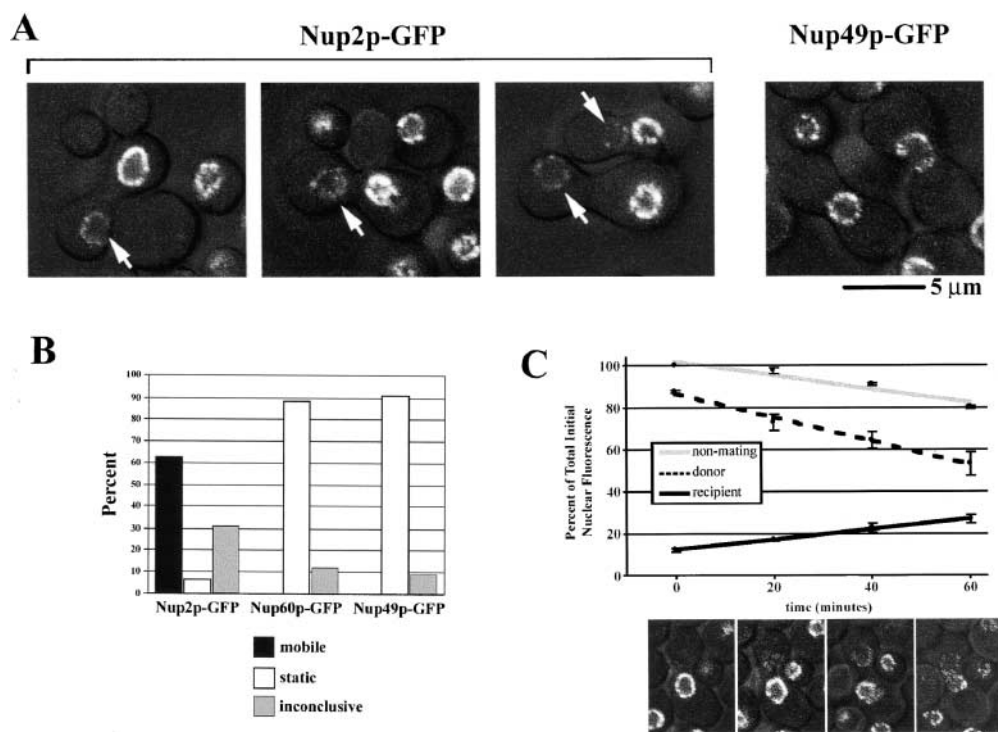 A
Nup2p-GFP
Nup49p-GFP
5 μm
B
Percent
100
90
80
70
60
50
40
30
20
10
0
Nup2p-GFP Nup60p-GFP Nup49p-GFP
mobile
static
inconclusive
C
Percent of Total Initial
Nuclear Fluorescence
100
80
60
40
20
0
non-mating
donor
recipient
0 20 40 60
time (minutes)